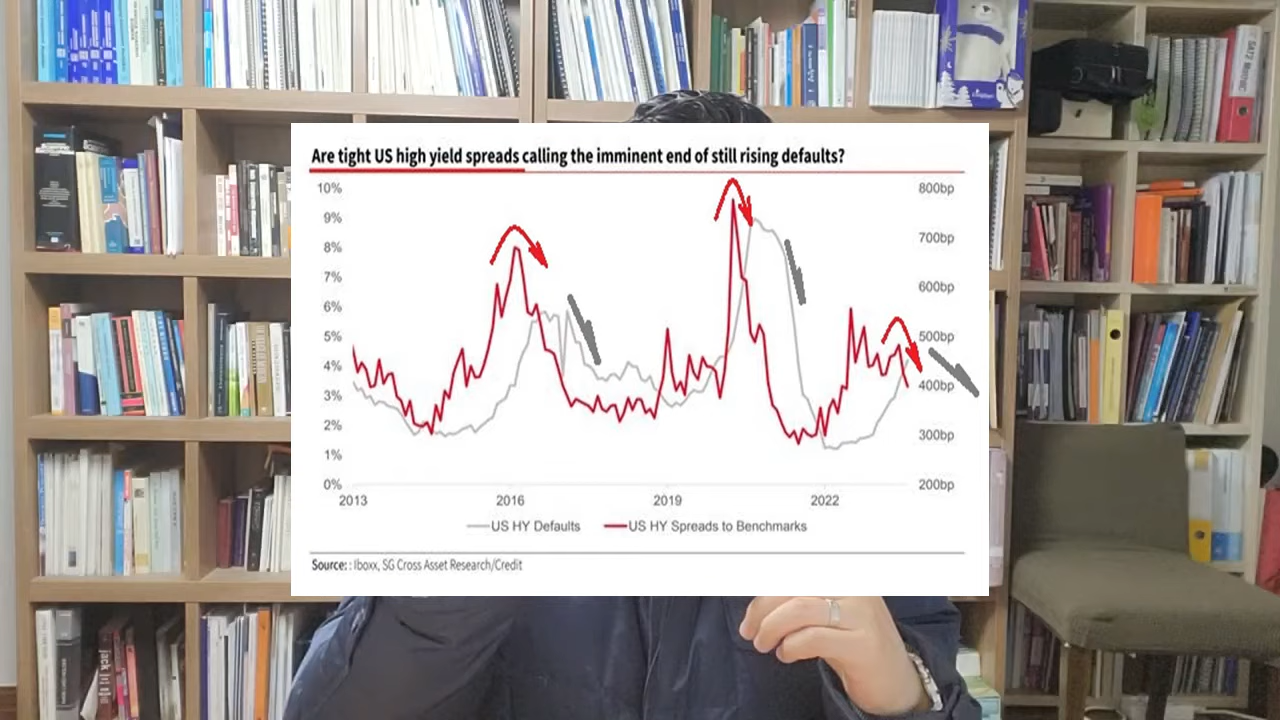 Are tight US high yield spreads calling the imminent end of still rising defaults?
10%
9%
8%
7%
6%
5%
4%
3%
2%
1%
0%
800bp
700bp
600bp
500bp
400bp
300bp
200bp
2013 2016 2019 2022
US HY Defaults US HY Spreads to Benchmarks
Source: : Iboxx, SG Cross Asset Research/Credit